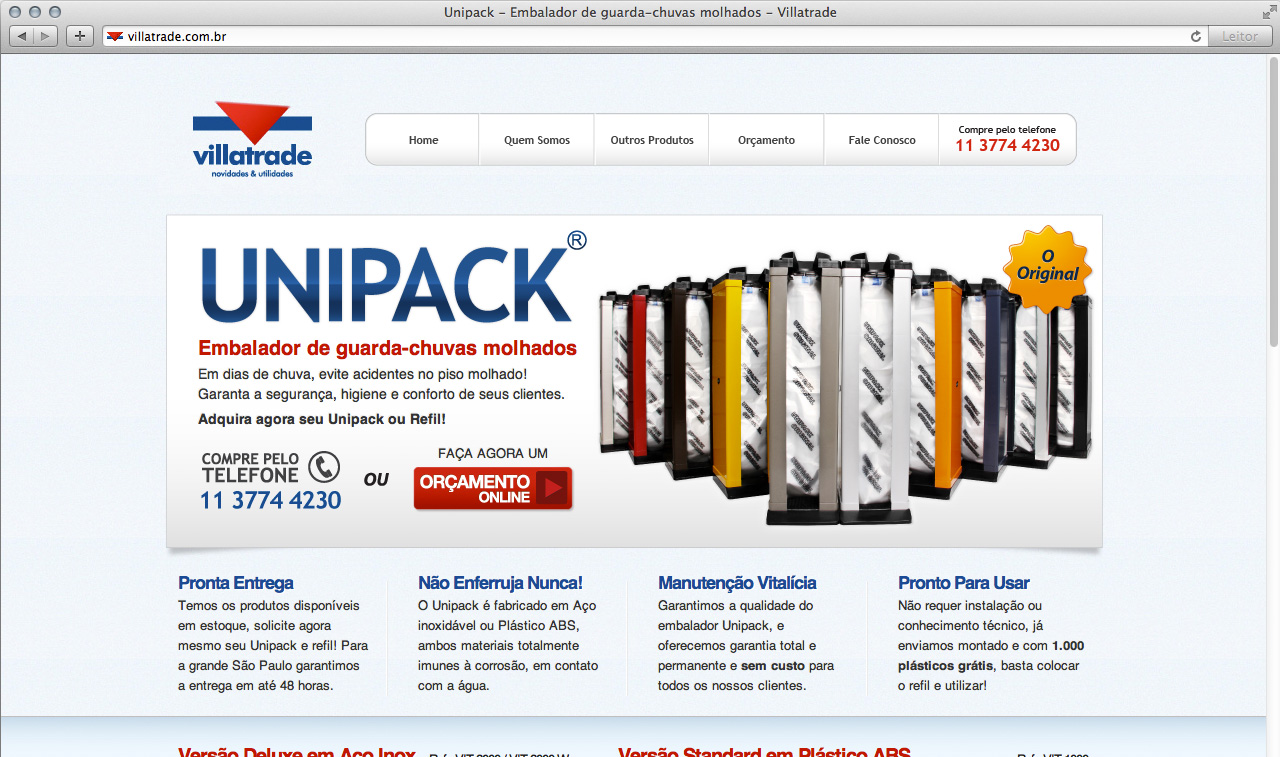 Unipack – Embalador de guarda-chuvas molhados – Villatrade
villatrade.com.br
Leitor
villatrade
novidades & utilidades
Home
Quem Somos
Outros Produtos
Orçamento
Fale Conosco
Compre pelo telefone
11 3774 4230
UNIPACK®
O
Original
Embalador de guarda-chuvas molhados
Em dias de chuva, evite acidentes no piso molhado!
Garanta a segurança, higiene e conforto de seus clientes.
Adquira agora seu Unipack ou Refil!
COMPRE PELO
TELEFONE
11 3774 4230
OU
FAÇA AGORA UM
ORÇAMENTO
ONLINE
Pronta Entrega
Temos os produtos disponíveis
em estoque, solicite agora
mesmo seu Unipack e refil! Para
a grande São Paulo garantimos
a entrega em até 48 horas.
Não Enferruja Nunca!
O Unipack é fabricado em Aço
inoxidável ou Plástico ABS,
ambos materiais totalmente
imunes à corrosão, em contato
com a água.
Manutenção Vitalícia
Garantimos a qualidade do
embalador Unipack, e
oferecemos garantia total e
permanente e sem custo para
todos os nossos clientes.
Pronto Para Usar
Não requer instalação ou
conhecimento técnico, já
enviamos montado e com 1.000
plásticos grátis, basta colocar
o refil e utilizar!
Versão Deluxe em Aço Inox
Versão Standard em Plástico ABS